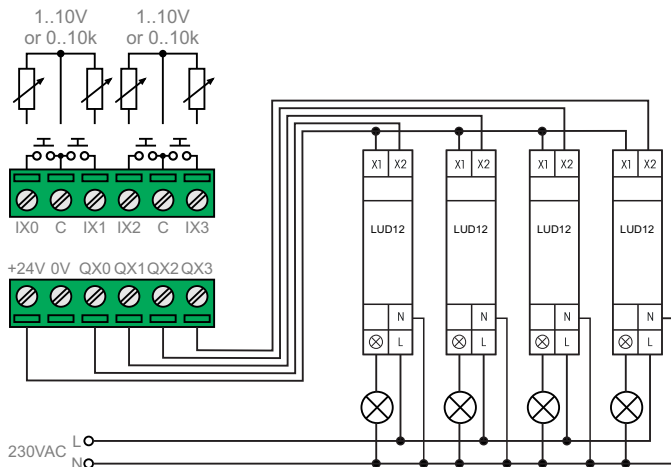 1..10V 1..10V
or 0..10k or 0..10k
X1 X2 X1 X2 X1 X2 X1 X2
IX0 C IX1 IX2 C IX3
LUD12 LUD12 LUD12 LUD12
+24V 0V QX0 QX1 QX2 QX3
N N N N
L L L L
230VAC L
N